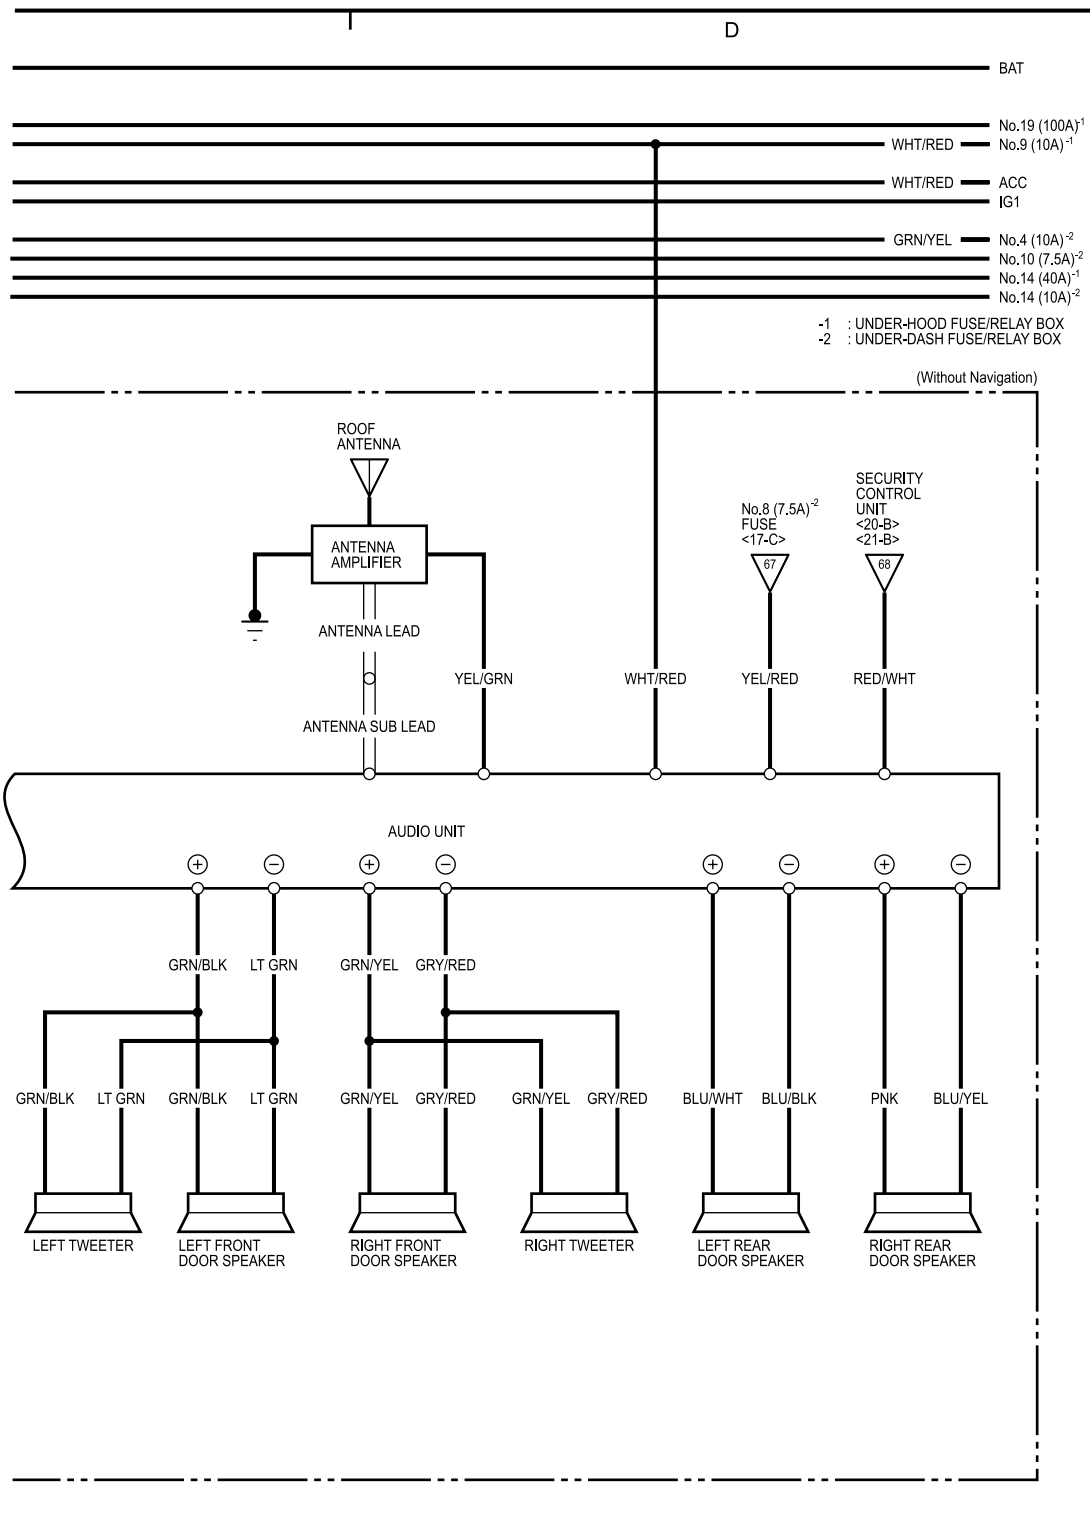 D
BAT
No.19 (100A)-1
WHT/RED No.9 (10A)-1
WHT/RED ACC
IG1
GRN/YEL No.4 (10A)-2
No.10 (7.5A)-2
No.14 (40A)-1
No.14 (10A)-2
-1 : UNDER-HOOD FUSE/RELAY BOX
-2 : UNDER-DASH FUSE/RELAY BOX
(Without Navigation)
ROOF
ANTENNA
ANTENNA
AMPLIFIER
No.8 (7.5A)-2
FUSE
<17-C>
67
SECURITY
CONTROL
UNIT
<20-B>
<21-B>
68
ANTENNA LEAD
YEL/GRN WHT/RED YEL/RED RED/WHT
ANTENNA SUB LEAD
AUDIO UNIT
+ − + − + − + −
GRN/BLK LT GRN GRN/YEL GRY/RED
GRN/BLK LT GRN GRN/BLK LT GRN GRN/YEL GRY/RED GRN/YEL GRY/RED BLU/WHT BLU/BLK PNK BLU/YEL
LEFT TWEETER
LEFT FRONT
DOOR SPEAKER
RIGHT FRONT
DOOR SPEAKER
RIGHT TWEETER
LEFT REAR
DOOR SPEAKER
RIGHT REAR
DOOR SPEAKER